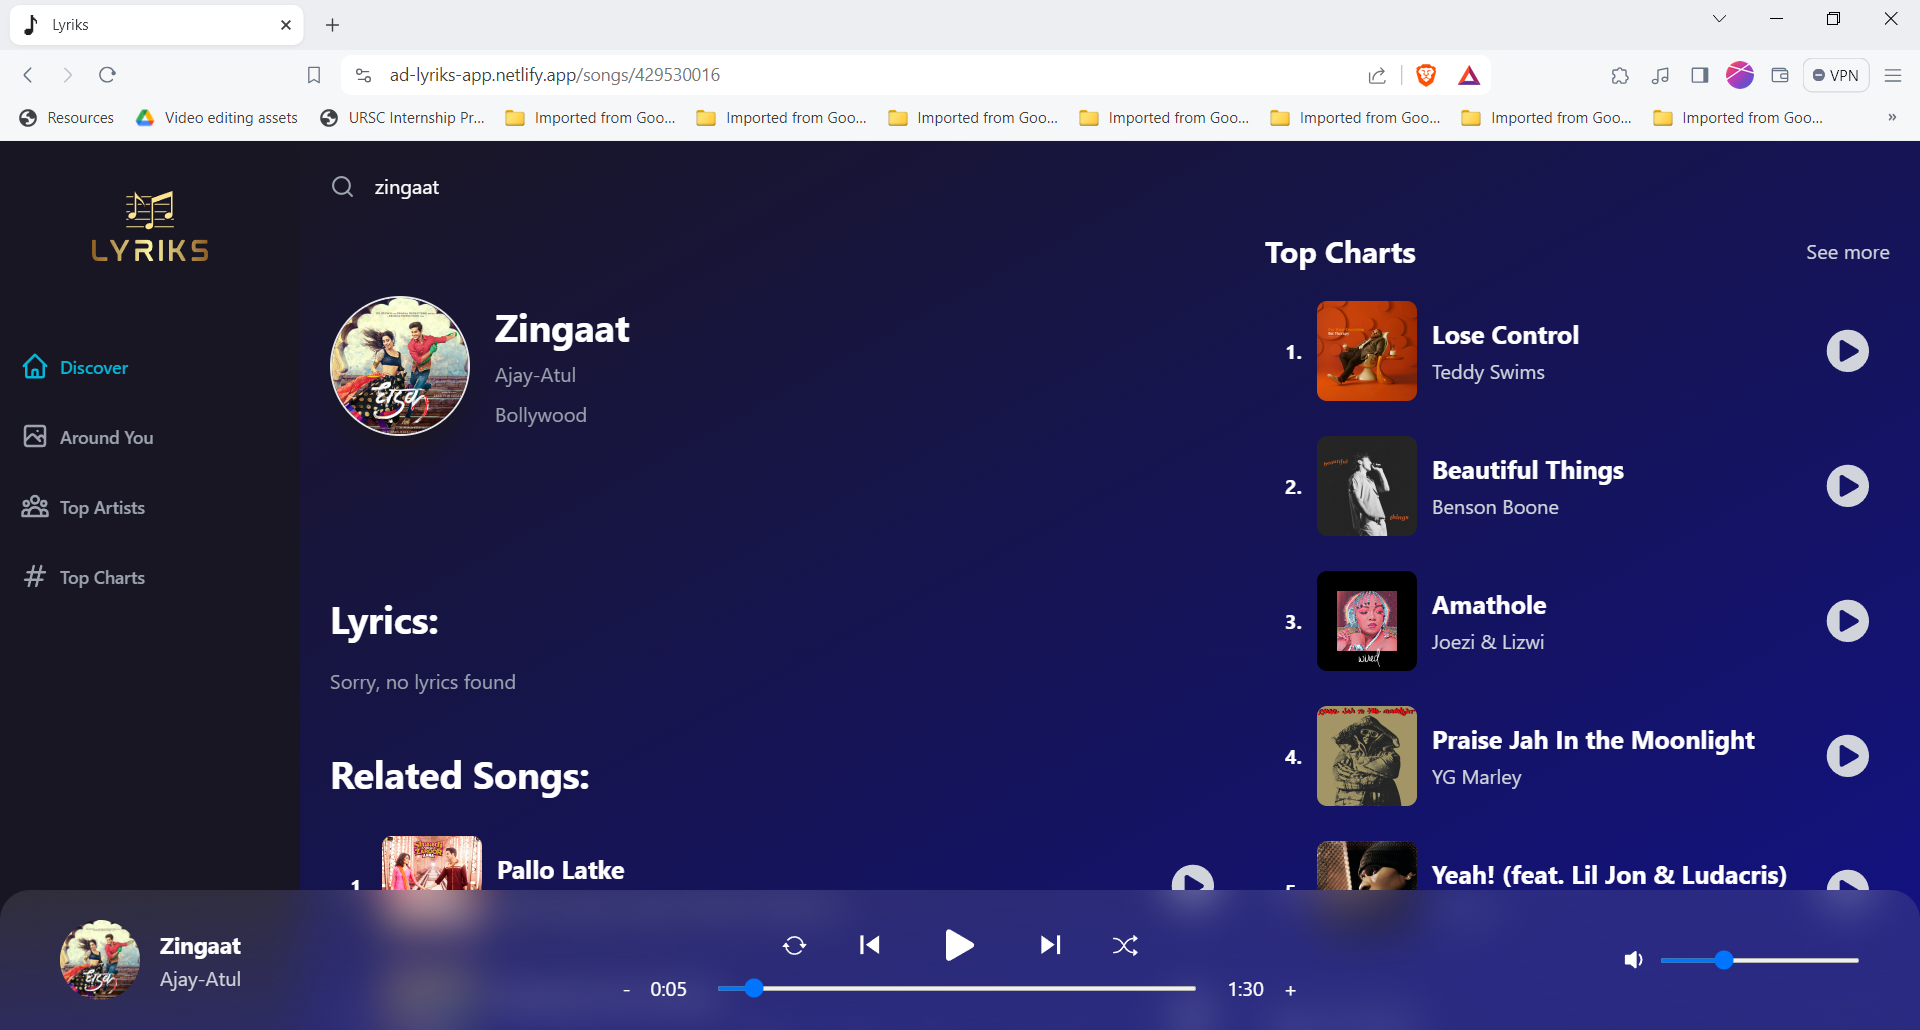 Lyriks
ad-lyriks-app.netlify.app/songs/429530016
VPN
Resources
Video editing assets
URSC Internship Pr...
Imported from Goo...
Imported from Goo...
Imported from Goo...
Imported from Goo...
Imported from Goo...
Imported from Goo...
Imported from Goo...
»
LYRIKS
Discover
Around You
Top Artists
Top Charts
zingaat
Zingaat
Ajay-Atul
Bollywood
Lyrics:
Sorry, no lyrics found
Related Songs:
1.
Pallo Latke
Top Charts
See more
1.
Lose Control
Teddy Swims
2.
Beautiful Things
Benson Boone
3.
wired
Amathole
Joezi & Lizwi
4.
Praise Jah In the Moonlight
YG Marley
5.
Yeah! (feat. Lil Jon & Ludacris)
Zingaat
Ajay-Atul
- 0:05
1:30 +